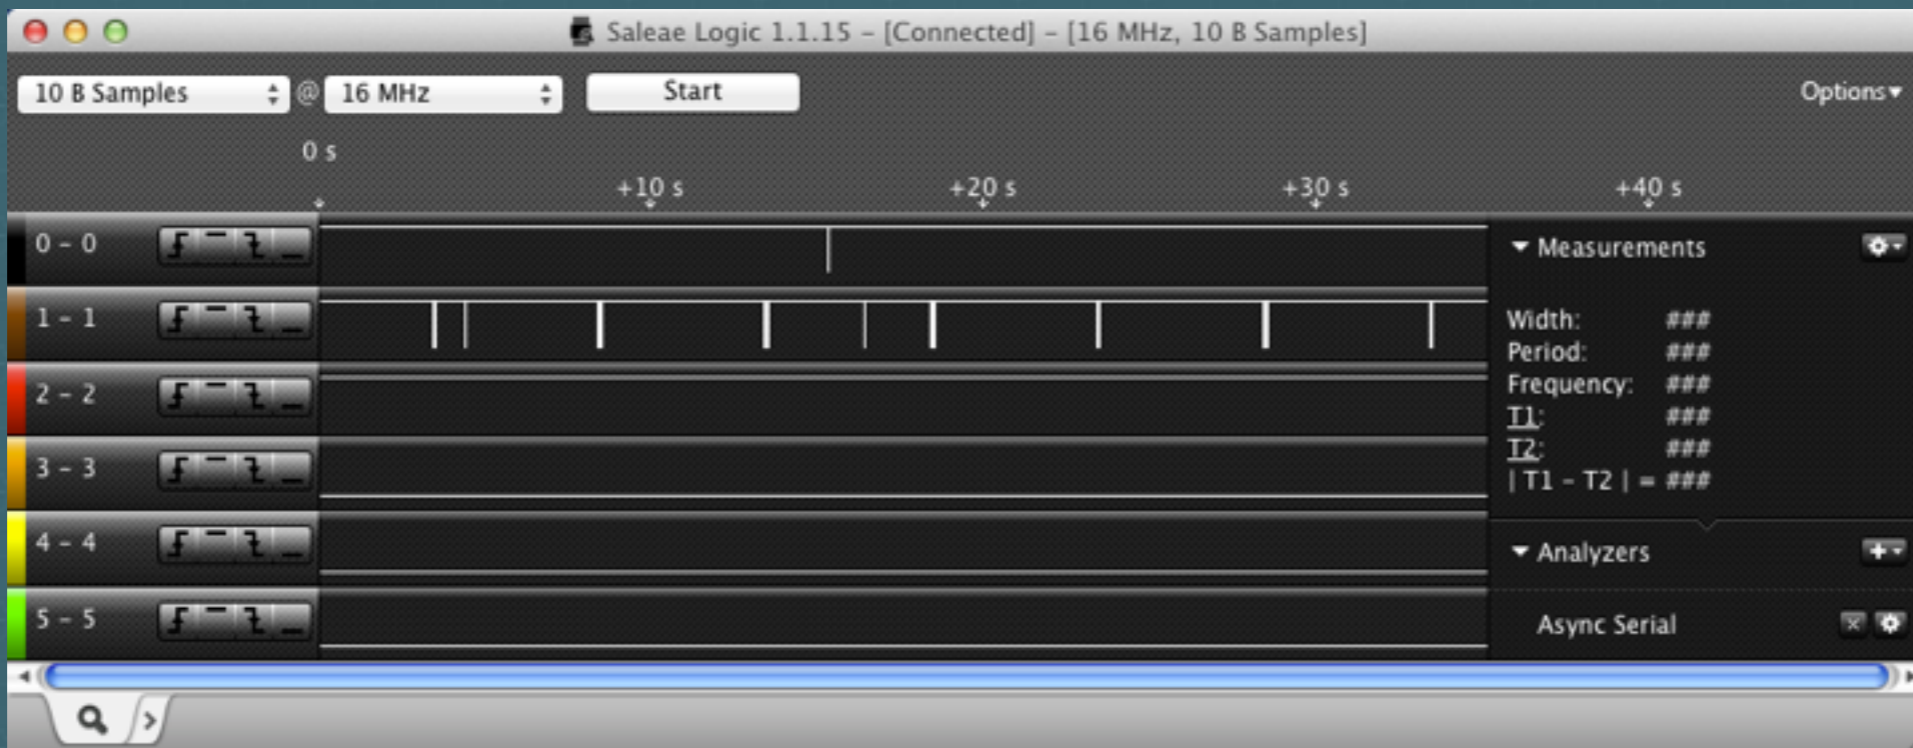 Saleae Logic 1.1.15 – [Connected] – [16 MHz, 10 B Samples]
10 B Samples @ 16 MHz Start Options
0 s
+10 s +20 s +30 s +40 s
0 – 0
1 – 1
2 – 2
3 – 3
4 – 4
5 – 5
Measurements
Width: ###
Period: ###
Frequency: ###
T1: ###
T2: ###
| T1 – T2 | = ###
Analyzers
Async Serial